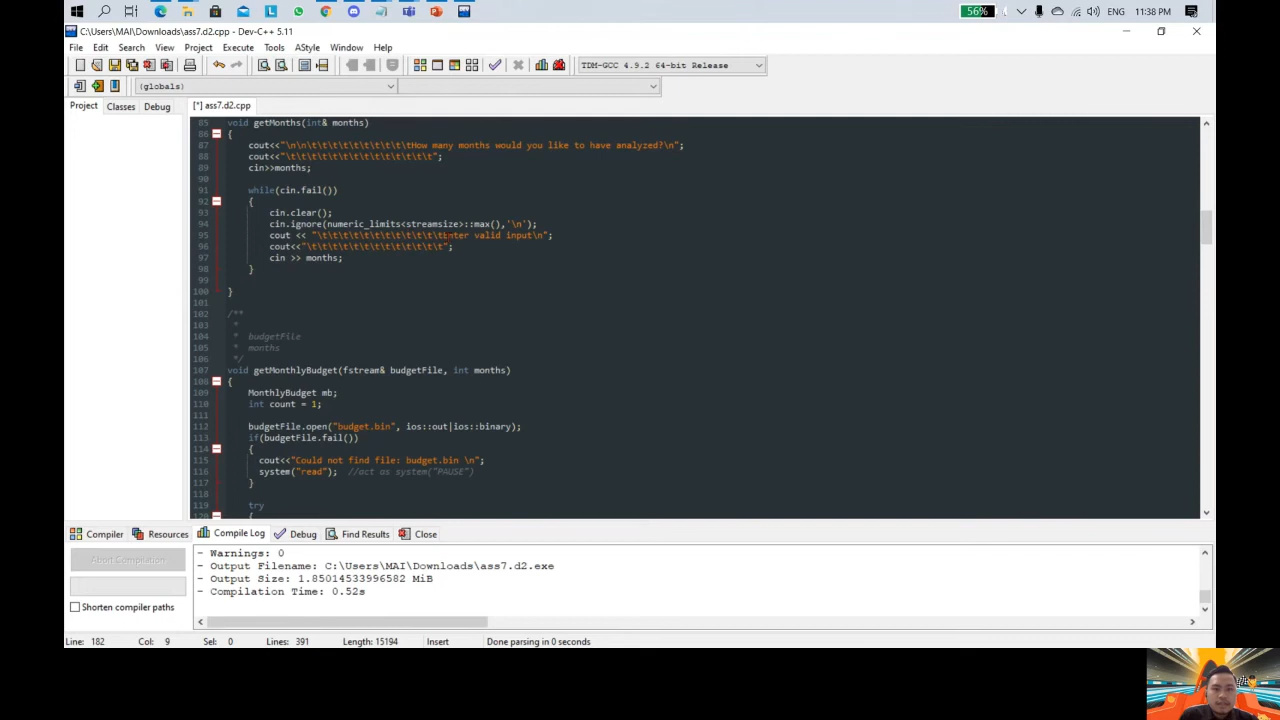 56%
ENG
11:38 PM
C:\Users\MAI\Downloads\ass7.d2.cpp - Dev-C++ 5.11
File Edit Search View Project Execute Tools AStyle Window Help
TDM-GCC 4.9.2 64-bit Release
(globals)
Project Classes Debug
[*] ass7.d2.cpp
85 void getMonths(int& months)
86 {
87 cout<<"\n\n\t\t\t\t\t\t\t\t\t\tHow many months would you like to have analyzed?\n";
88 cout<<"\t\t\t\t\t\t\t\t\t\t\t\t\t\t";
89 cin>>months;
90
91 while(cin.fail())
92 {
93 cin.clear();
94 cin.ignore(numeric_limits<streamsize>::max(),'\n');
95 cout << "\t\t\t\t\t\t\t\t\t\t\t\tEnter valid input\n";
96 cout<<"\t\t\t\t\t\t\t\t\t\t\t\t\t";
97 cin >> months;
98 }
99
100 }
101
102 /**
103 *
104 * budgetFile
105 * months
106 */
107 void getMonthlyBudget(fstream& budgetFile, int months)
108 {
109 MonthlyBudget mb;
110 int count = 1;
111
112 budgetFile.open("budget.bin", ios::out|ios::binary);
113 if(budgetFile.fail())
114 {
115 cout<<"Could not find file: budget.bin \n";
116 system("read"); //act as system("PAUSE")
117 }
118
119 try
120 {
Compiler Resources Compile Log Debug Find Results Close
Abort Compilation
Shorten compiler paths
- Warnings: 0
- Output Filename: C:\Users\MAI\Downloads\ass7.d2.exe
- Output Size: 1.85014533996582 MiB
- Compilation Time: 0.52s
Line: 182 Col: 9 Sel: 0 Lines: 391 Length: 15194 Insert Done parsing in 0 seconds